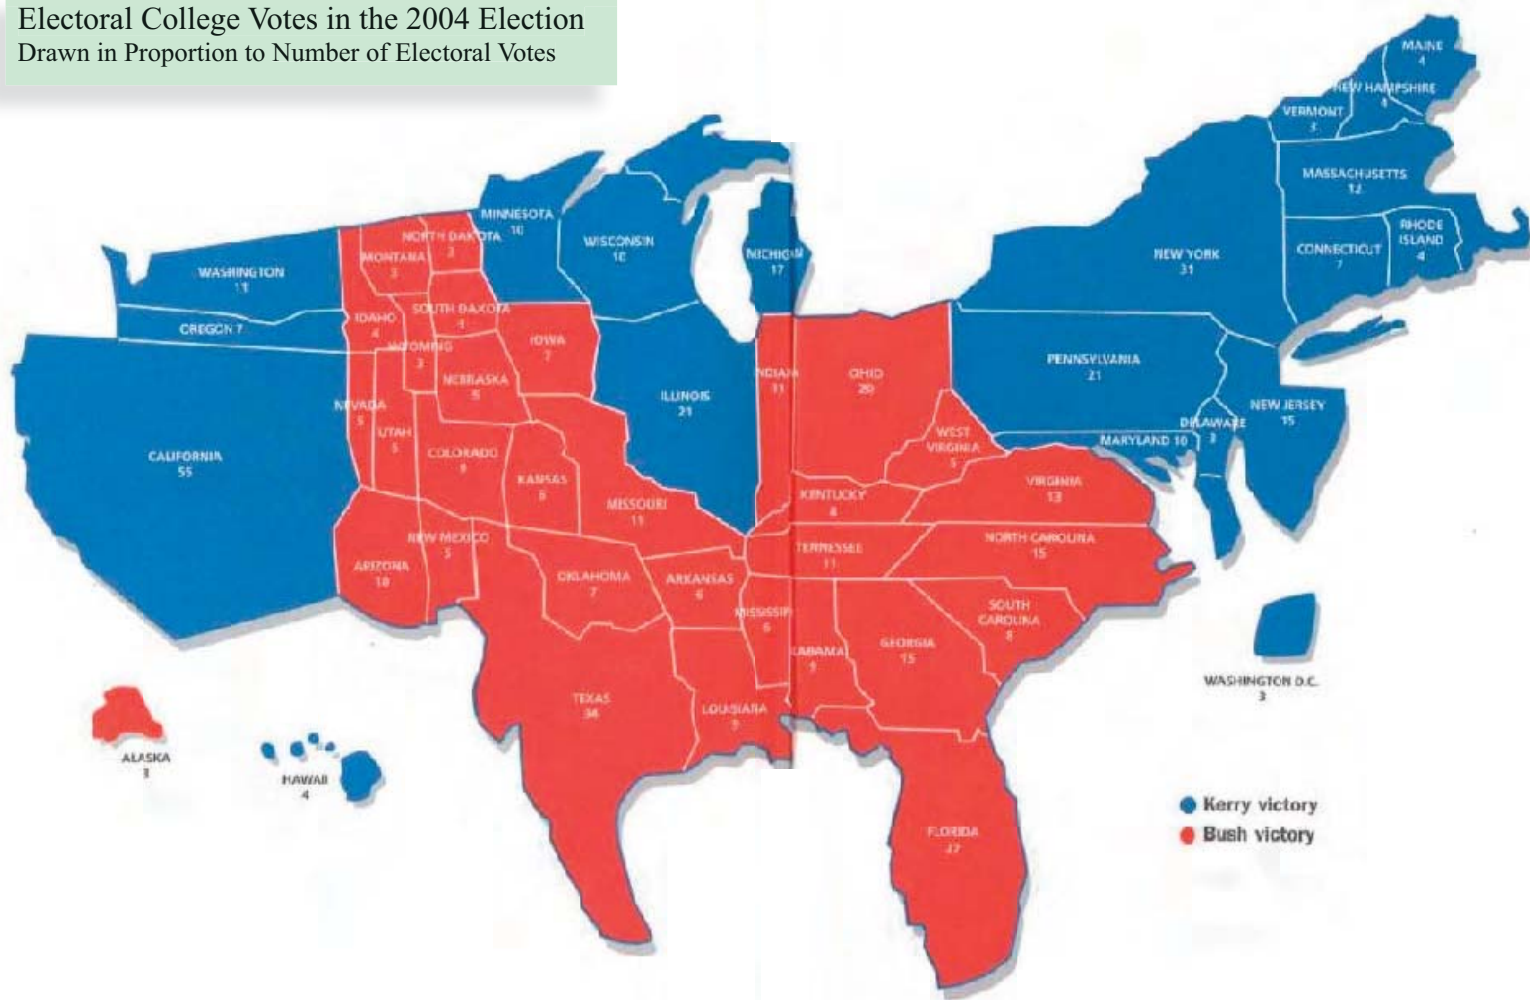 Electoral College Votes in the 2004 Election
Drawn in Proportion to Number of Electoral Votes
MAINE
4
NEW HAMPSHIRE
4
VERMONT
3
MASSACHUSETTS
12
RHODE
ISLAND
4
CONNECTICUT
7
NEW YORK
31
MINNESOTA
10
WISCONSIN
10
MICHIGAN
17
WASHINGTON
OREGON 7
NORTH DAKOTA
3
MONTANA
3
SOUTH DAKOTA
IDAHO
4
WYOMING
3
IOWA
7
NEBRASKA
5
OHIO
20
PENNSYLVANIA
21
NEW JERSEY
15
DELAWARE
3
MARYLAND 10
ILLINOIS
21
11
NEVADA
5
UTAH
5
COLORADO
9
CALIFORNIA
55
KANSAS
MISSOURI
11
KENTUCKY
8
WEST
VIRGINIA
5
VIRGINIA
13
NORTH CAROLINA
15
TENNESSEE
11
NEW MEXICO
5
ARIZONA
10
OKLAHOMA
7
ARKANSAS
6
MISSISSIP
6
ABAMA
9
GEORGIA
15
SOUTH
CAROLINA
8
TEXAS
LOUISIANA
9
FLORIDA
27
WASHINGTON D.C.
3
ALASKA
3
HAWAII
4
Kerry victory
Bush victory